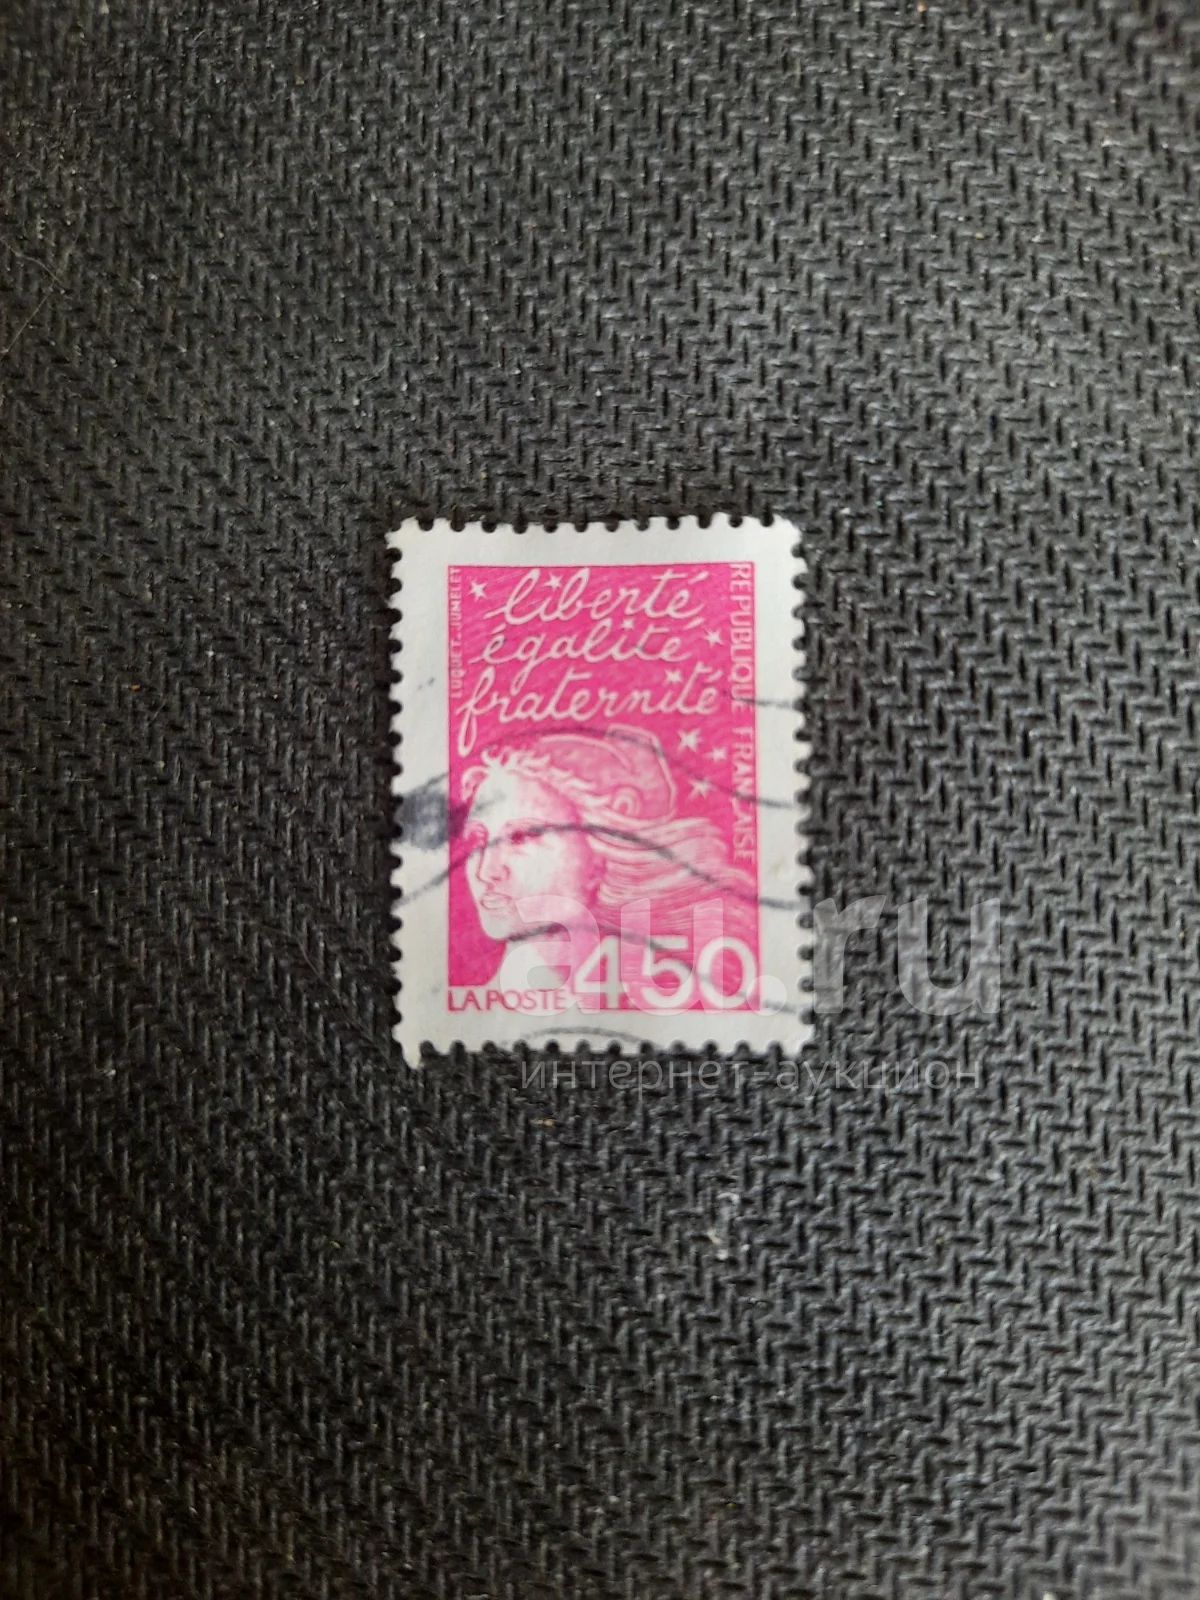 liberté
égalité
fraternité
LUQUET. JUMELET
REPUBLIQUE FRANÇAISE
4,50
LA POSTE
au.ru
интернет-аукцион